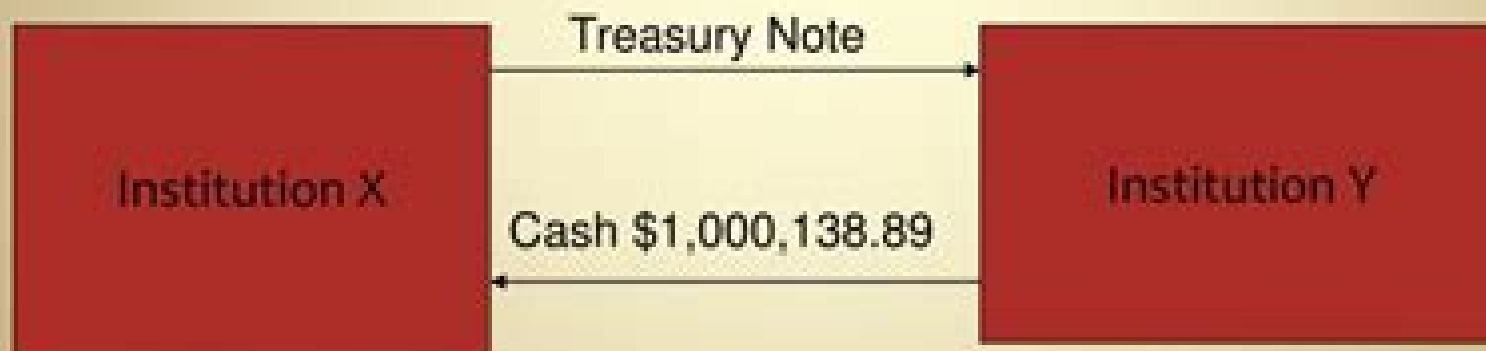 Treasury Note
Institution X
Institution Y
Cash $1,000,138.89